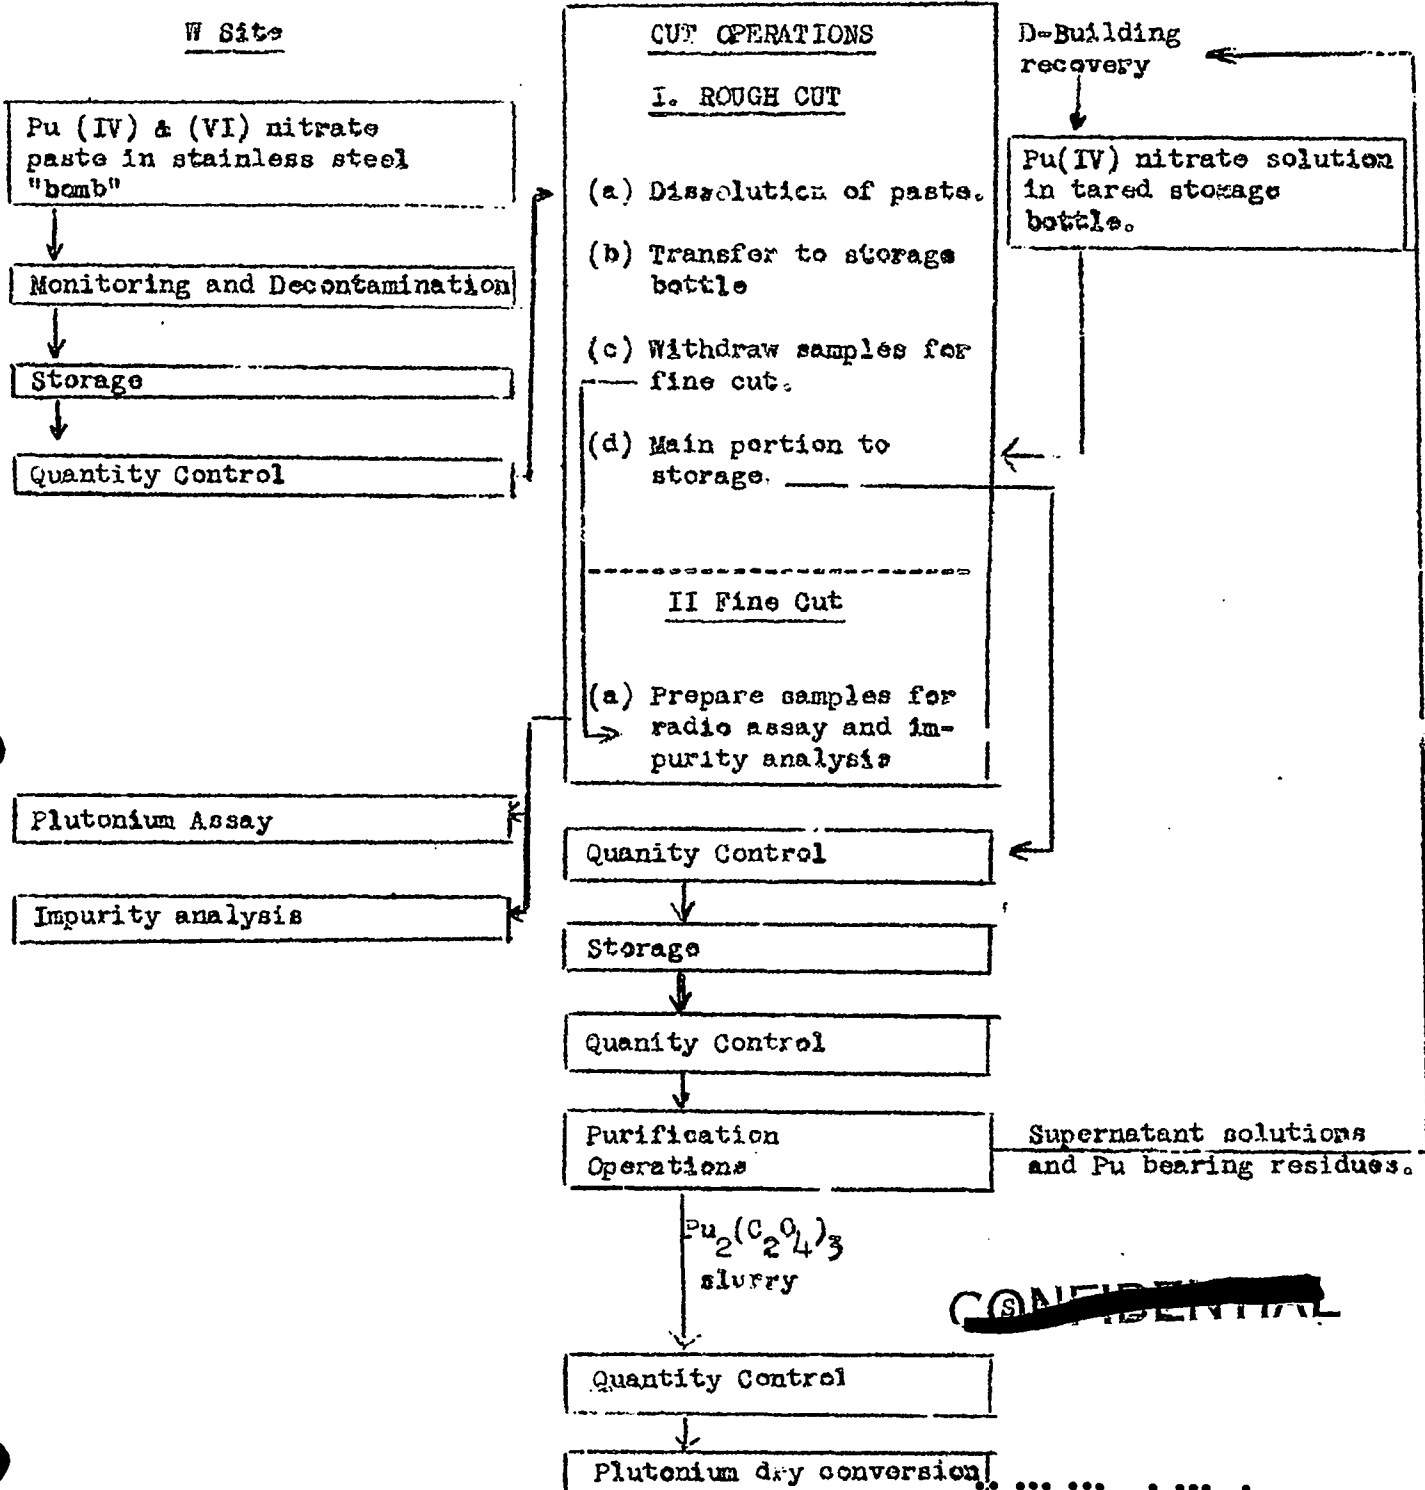 W Site
Pu (IV) & (VI) nitrate
paste in stainless steel
"bomb"
Monitoring and Decontamination
Storage
Quantity Control
CUT OPERATIONS
I. ROUGH CUT
(a) Dissolution of paste.
(b) Transfer to storage
bottle
(c) Withdraw samples for
fine cut.
(d) Main portion to
storage.
II Fine Cut
(a) Prepare samples for
radio assay and im-
purity analysis
D-Building
recovery
Pu(IV) nitrate solution
in tared storage
bottle.
Plutonium Assay
Impurity analysis
Quanity Control
Storage
Quanity Control
Purification
Operations
Supernatant solutions
and Pu bearing residues.
Pu2(C2O4)3
slurry
CONFIDENTIAL
Quantity Control
Plutonium dry conversion